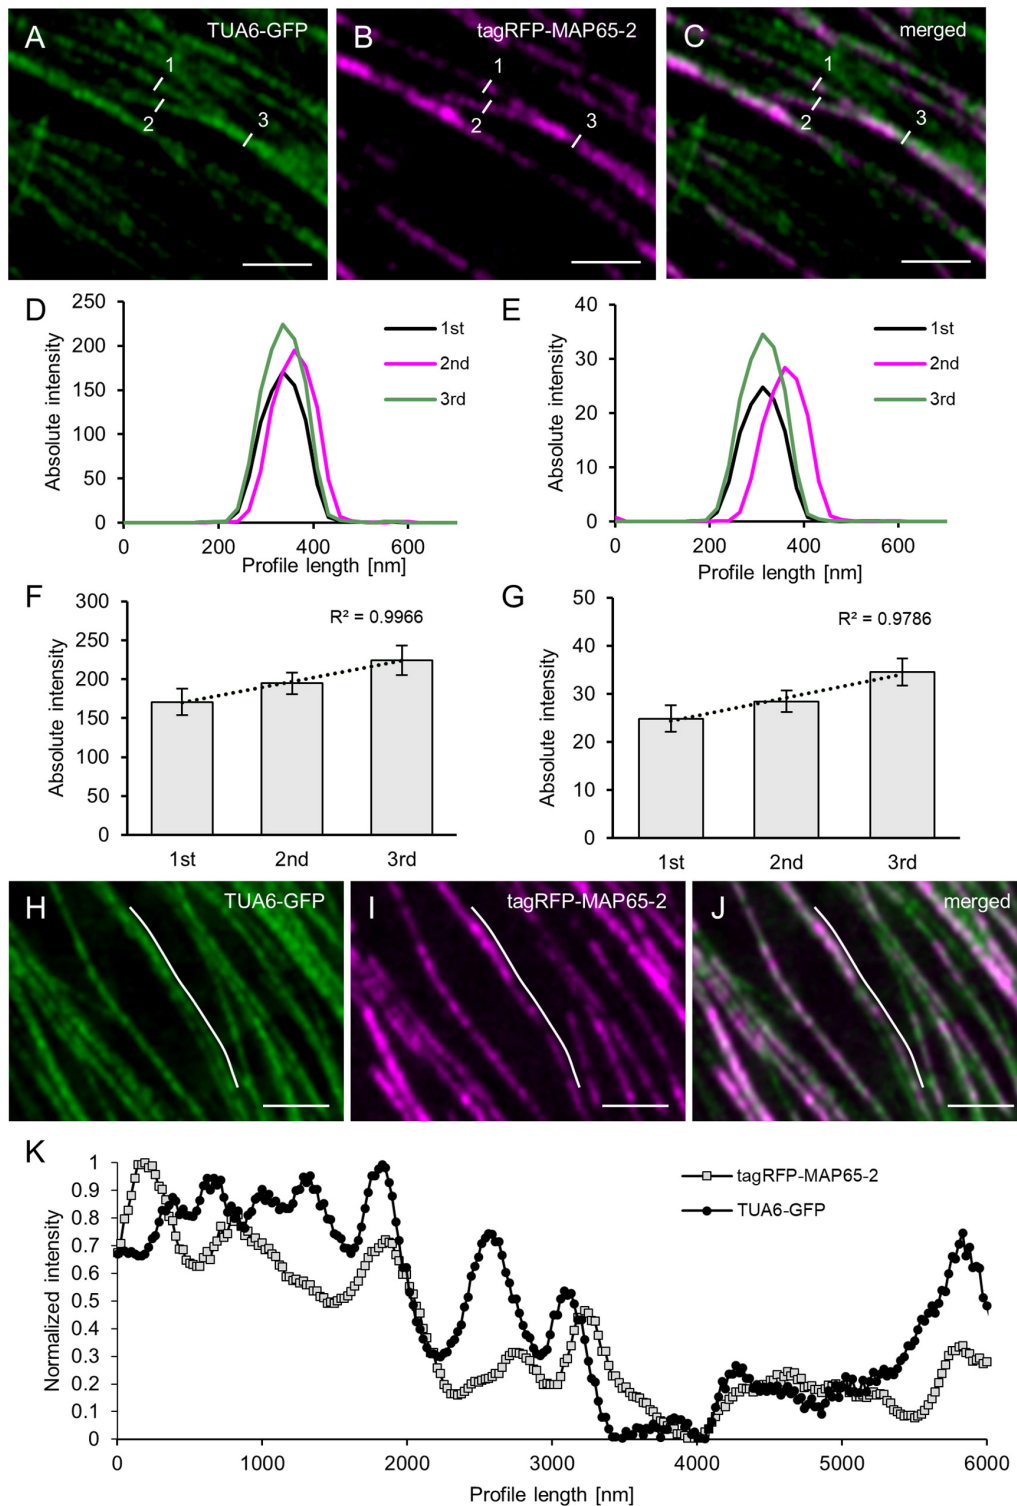 A TUA6-GFP
1
2
3
B tagRFP-MAP65-2
1
2
3
C merged
1
2
3
D
Absolute intensity
250
200
150
100
50
0
0 200 400 600
Profile length [nm]
1st
2nd
3rd
E
Absolute intensity
40
30
20
10
0
0 200 400 600
Profile length [nm]
1st
2nd
3rd
F
Absolute intensity
300
250
200
150
100
50
0
R² = 0.9966
1st 2nd 3rd
G
Absolute intensity
50
40
30
20
10
0
R² = 0.9786
1st 2nd 3rd
H TUA6-GFP
I tagRFP-MAP65-2
J merged
K
Normalized intensity
1
0.9
0.8
0.7
0.6
0.5
0.4
0.3
0.2
0.1
0
tagRFP-MAP65-2
TUA6-GFP
0 1000 2000 3000 4000 5000 6000
Profile length [nm]